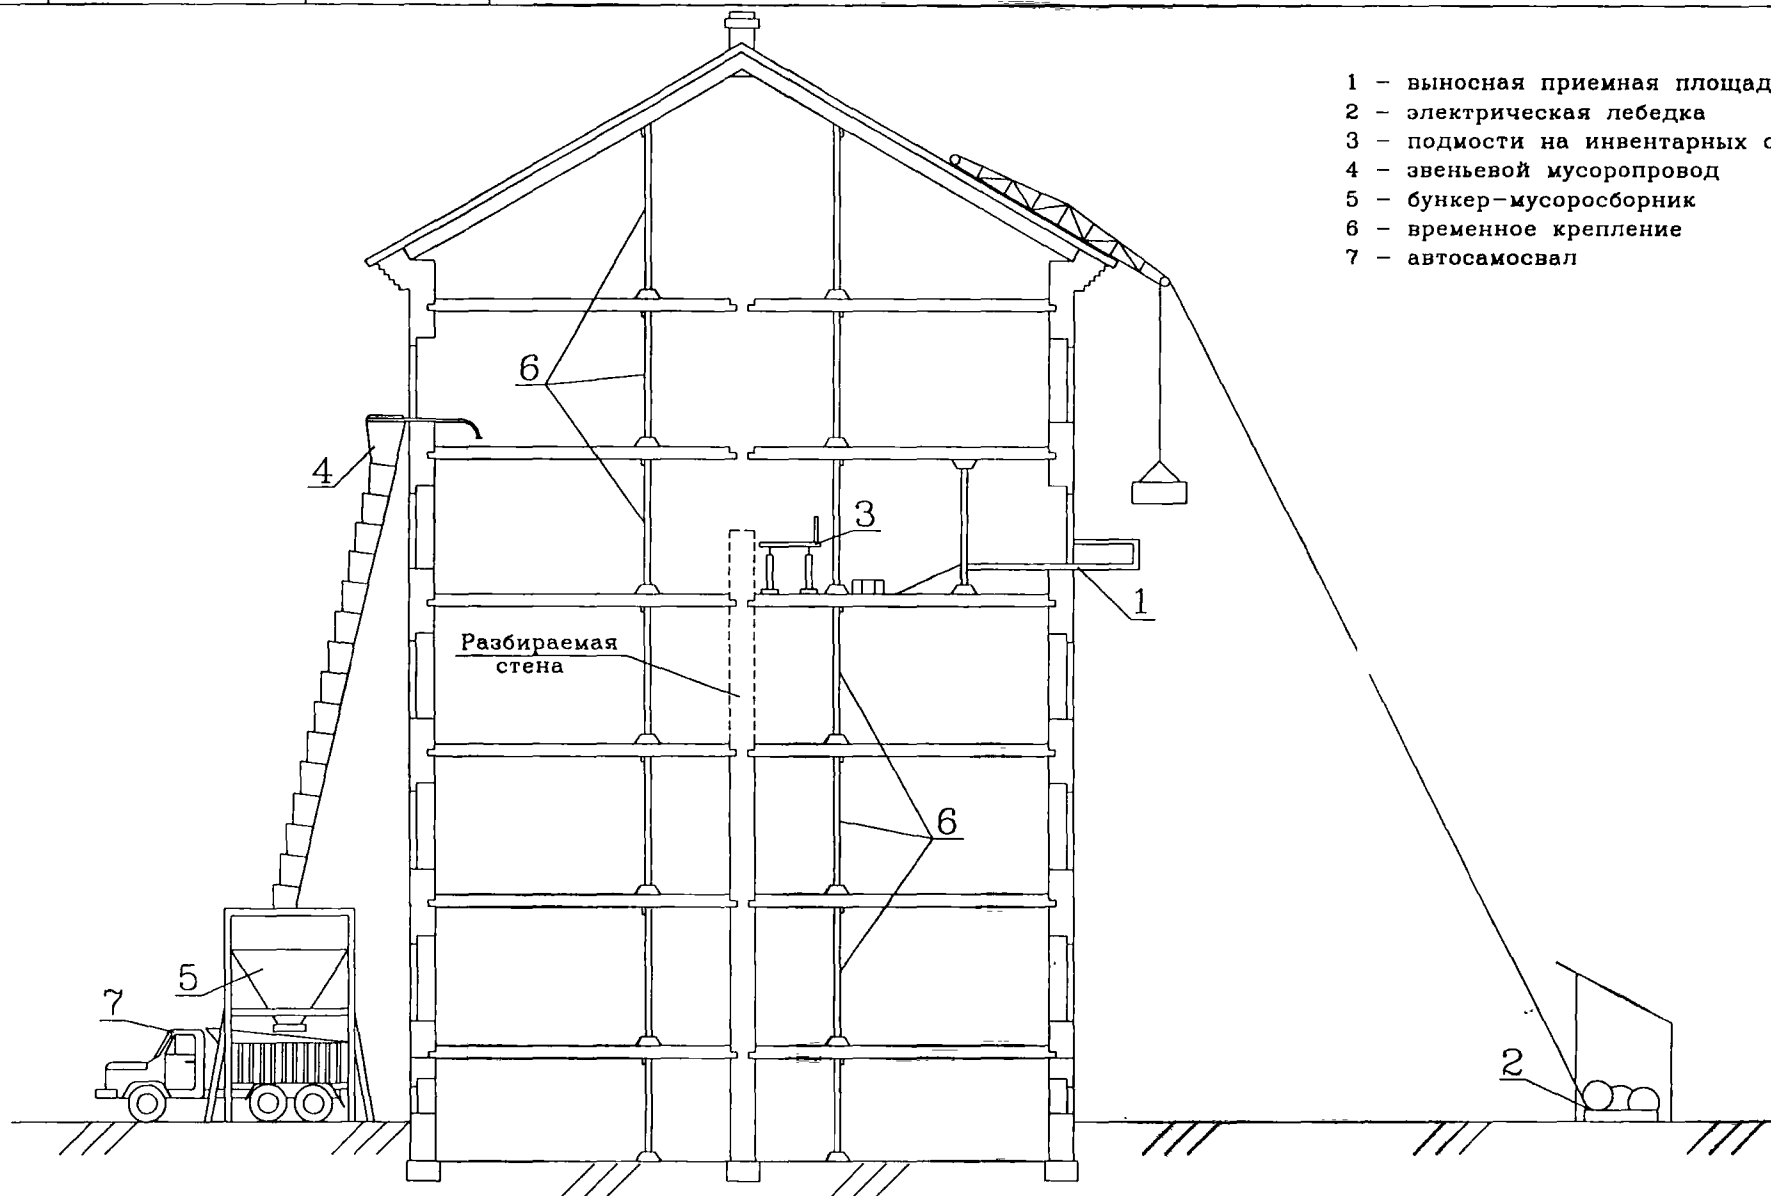 1 – выносная приемная площад
2 – электрическая лебедка
3 – подмости на инвентарных с
4 – звеньевой мусоропровод
5 – бункер-мусоросборник
6 – временное крепление
7 – автосамосвал
6
4
3
1
Разбираемая
стена
6
5
7
2